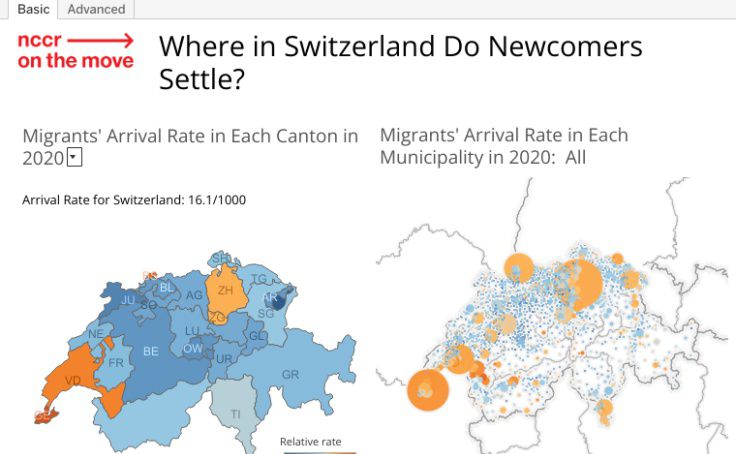 Basic
Advanced
nccr
on the move
Where in Switzerland Do Newcomers
Settle?
Migrants' Arrival Rate in Each Canton in
2020
Migrants' Arrival Rate in Each
Municipality in 2020: All
Arrival Rate for Switzerland: 16.1/1000
SH
TG
BL
ZH
JU
AG
AR
SO
SG
ZG
NE
LU
GL
BE
OW
FR
UR
VD
GR
TI
GE
Relative rate